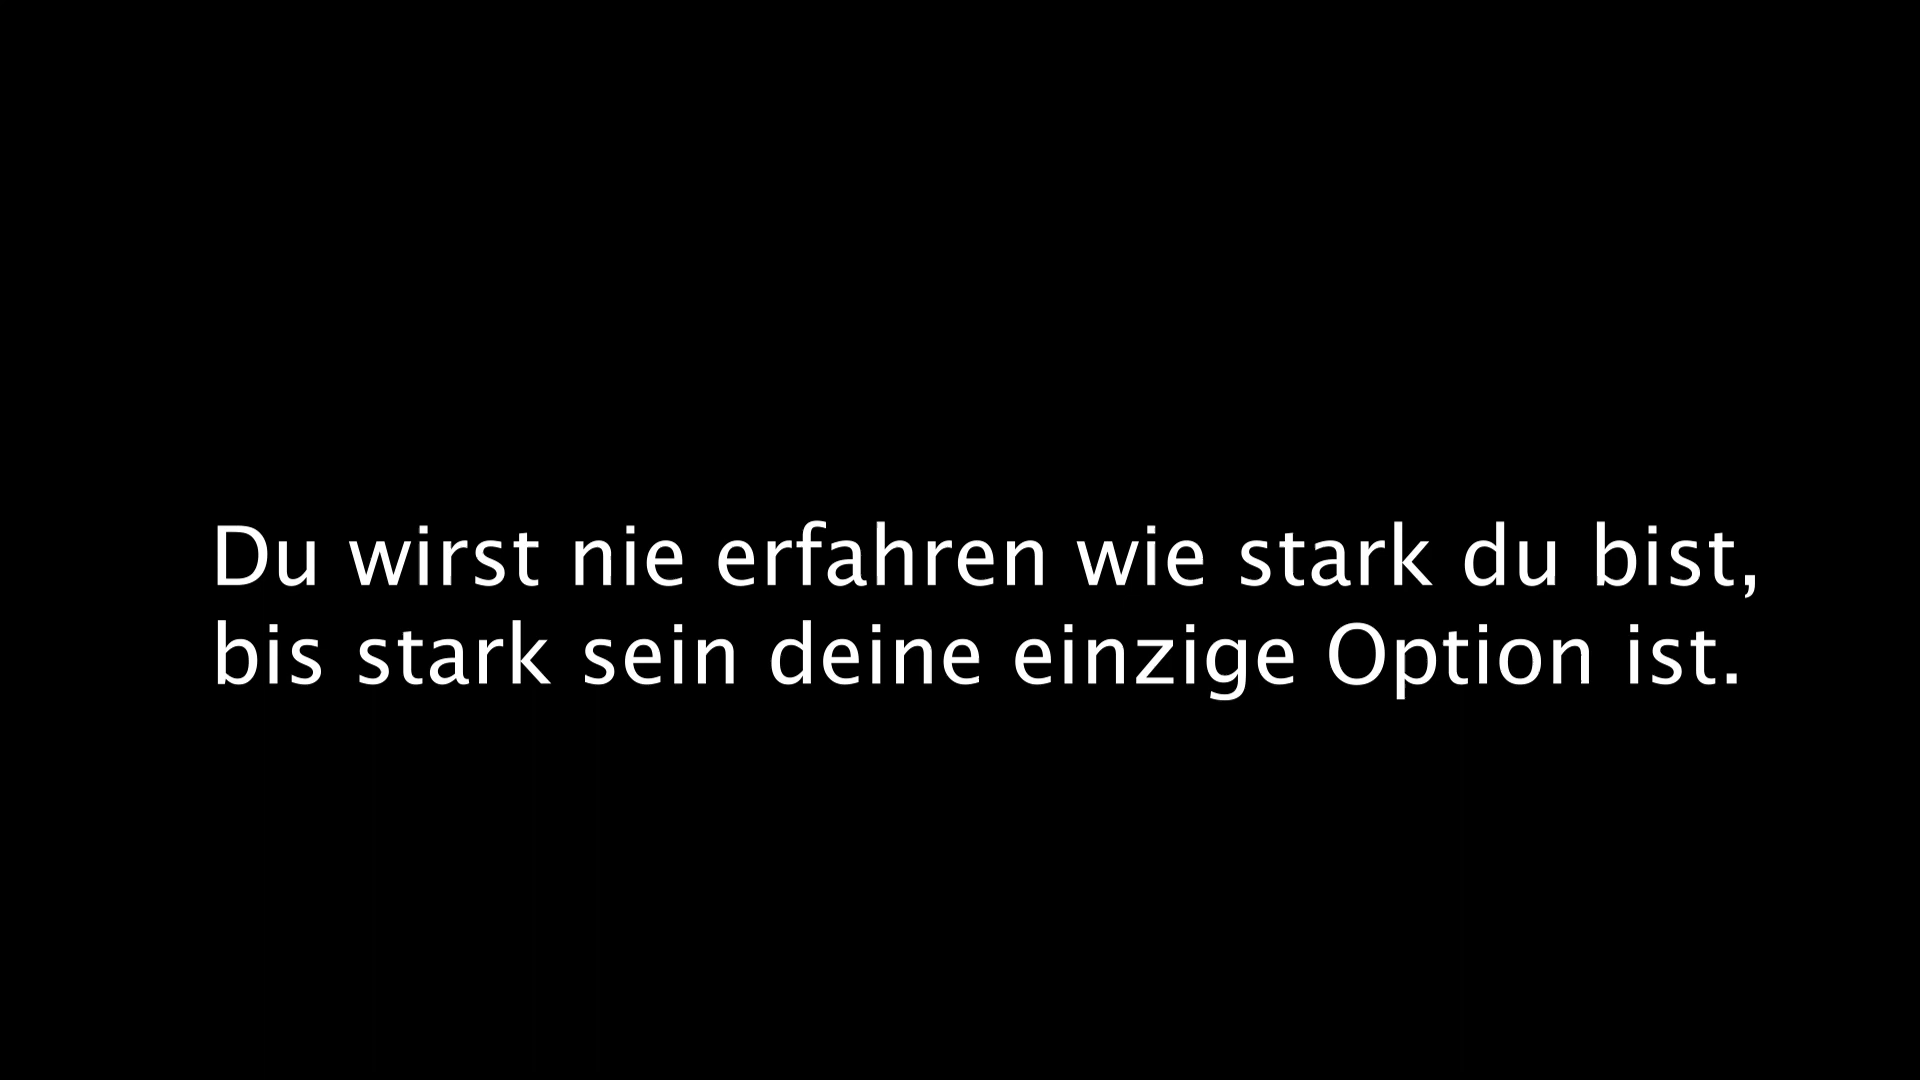 Du wirst nie erfahren wie stark du bist,
bis stark sein deine einzige Option ist.